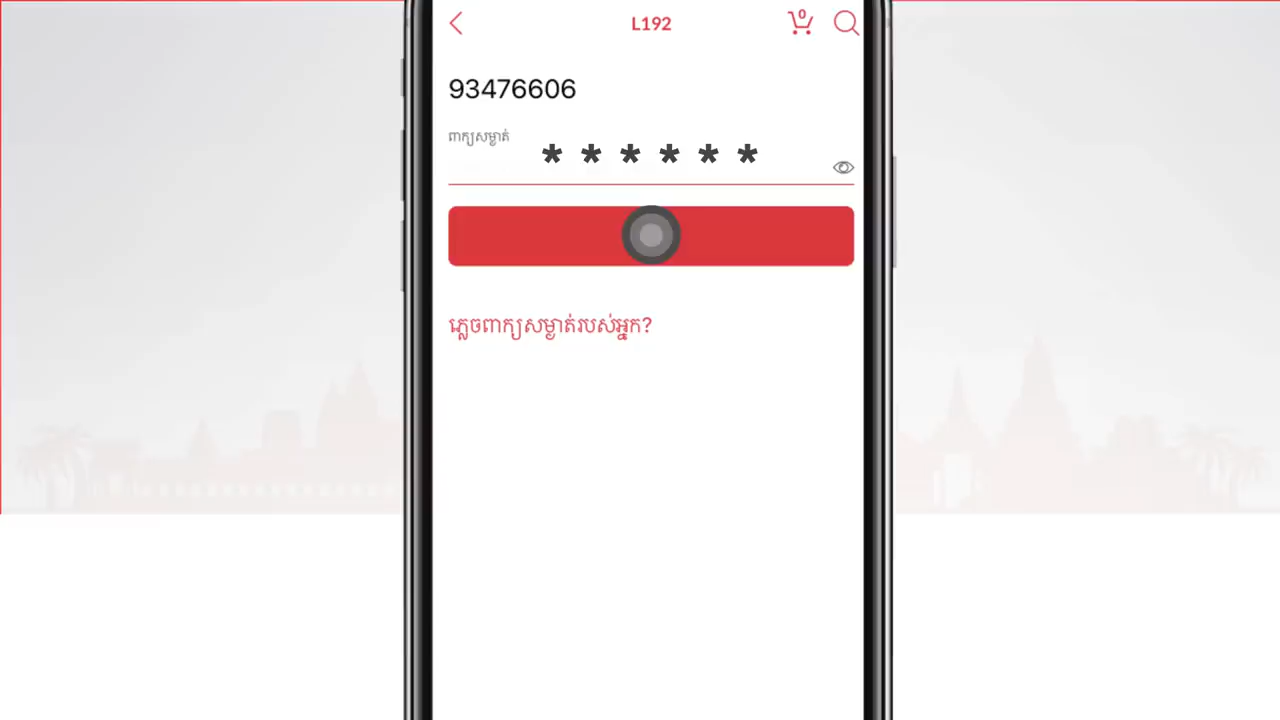 L192
0
93476606
ពាក្យសម្ងាត់
* * * * * *
ភ្លេចពាក្យសម្ងាត់របស់អ្នក?